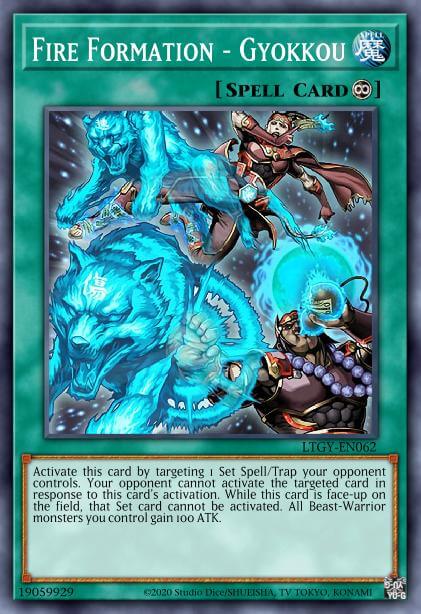 FIRE FORMATION - GYOKKOU
[SPELL CARD]
LTGY-EN062
Activate this card by targeting 1 Set Spell/Trap your opponent
controls. Your opponent cannot activate the targeted card in
response to this card's activation. While this card is face-up on
the field, that Set card cannot be activated. All Beast-Warrior
monsters you control gain 100 ATK.
19059929
©2020 Studio Dice/SHUEISHA, TV TOKYO, KONAMI